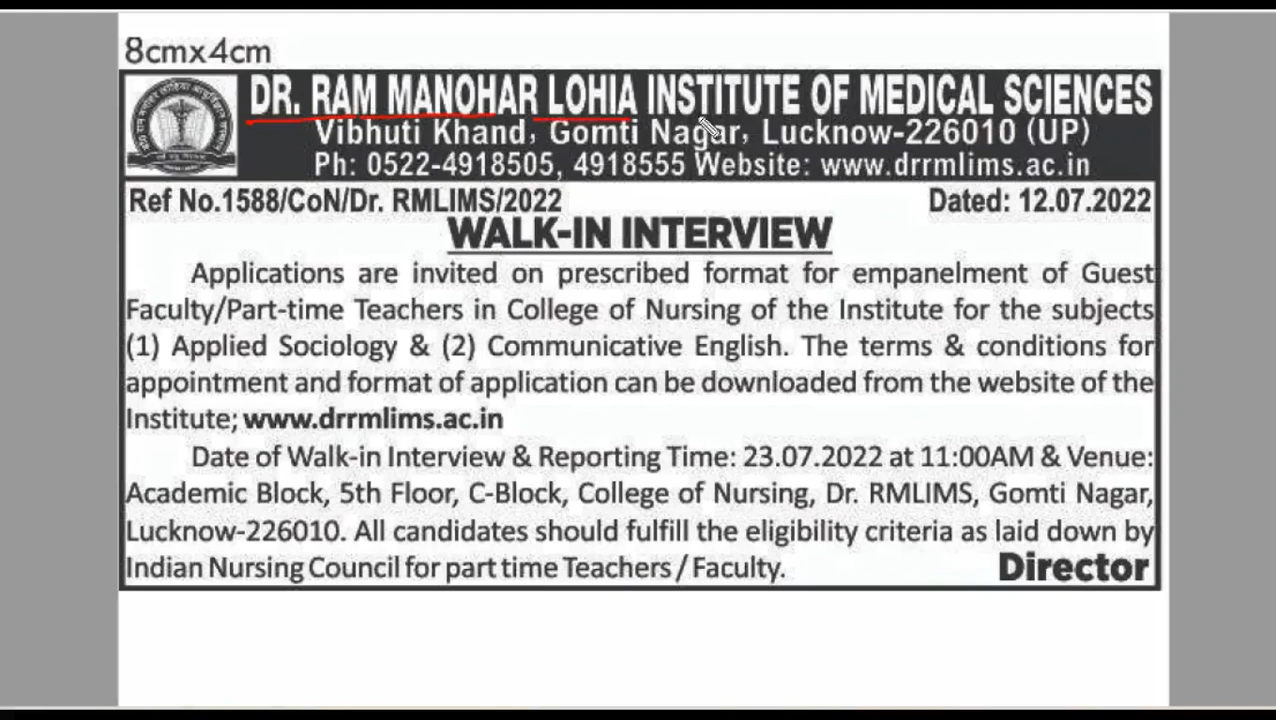 8cmx4cm
DR. RAM MANOHAR LOHIA INSTITUTE OF MEDICAL SCIENCES
Vibhuti Khand, Gomti Nagar, Lucknow-226010 (UP)
Ph: 0522-4918505, 4918555 Website: www.drrmlims.ac.in
Ref No.1588/CoN/Dr. RMLIMS/2022 Dated: 12.07.2022
WALK-IN INTERVIEW
Applications are invited on prescribed format for empanelment of Guest
Faculty/Part-time Teachers in College of Nursing of the Institute for the subjects
(1) Applied Sociology & (2) Communicative English. The terms & conditions for
appointment and format of application can be downloaded from the website of the
Institute; www.drrmlims.ac.in
Date of Walk-in Interview & Reporting Time: 23.07.2022 at 11:00AM & Venue:
Academic Block, 5th Floor, C-Block, College of Nursing, Dr. RMLIMS, Gomti Nagar,
Lucknow-226010. All candidates should fulfill the eligibility criteria as laid down by
Indian Nursing Council for part time Teachers / Faculty. Director